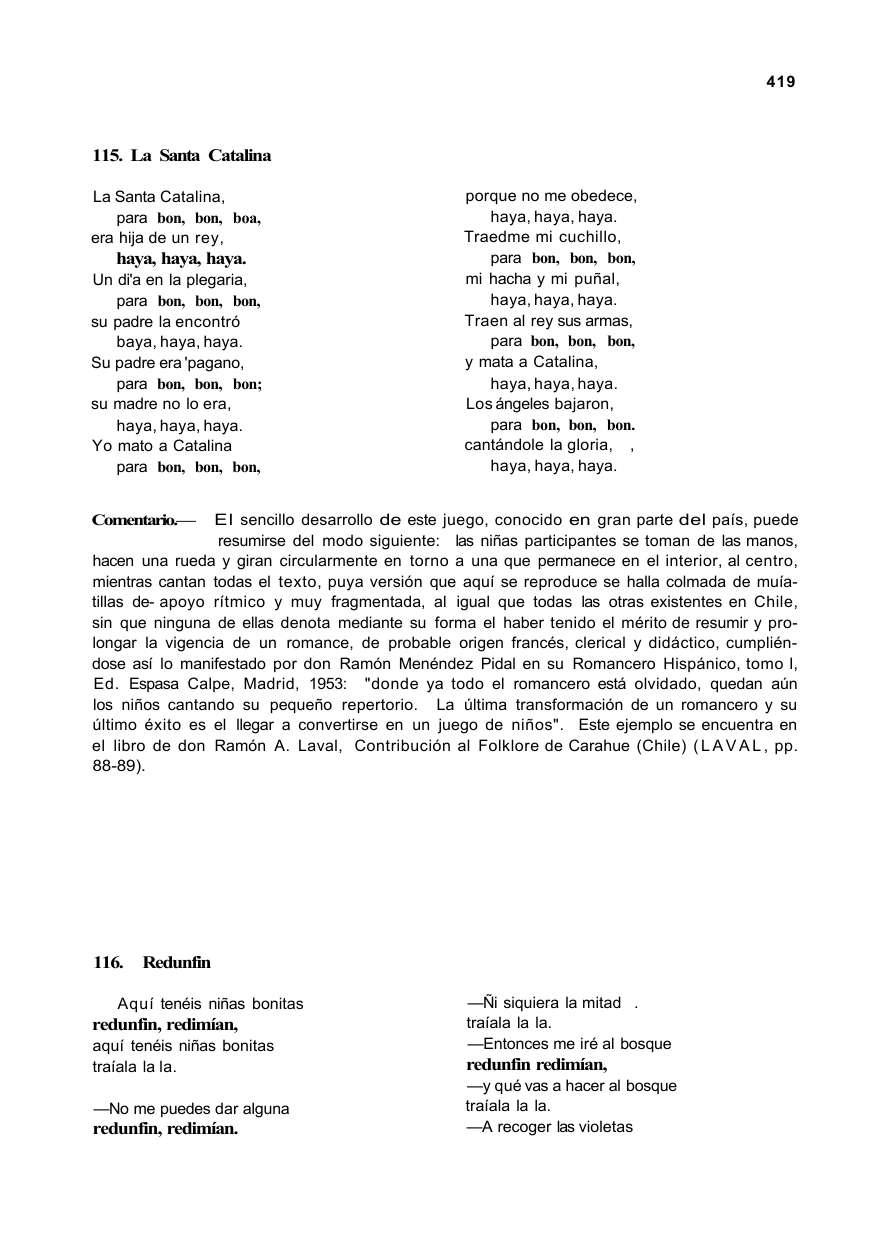 419
115. La Santa Catalina
La Santa Catalina,
para bon, bon, boa,
era hija de un rey,
haya, haya, haya.
Un di'a en la plegaria,
para bon, bon, bon,
su padre la encontró
baya, haya, haya.
Su padre era 'pagano,
para bon, bon, bon;
su madre no lo era,
haya, haya, haya.
Yo mato a Catalina
para bon, bon, bon,
porque no me obedece,
haya, haya, haya.
Traedme mi cuchillo,
para bon, bon, bon,
mi hacha y mi puñal,
haya, haya, haya.
Traen al rey sus armas,
para bon, bon, bon,
y mata a Catalina,
haya, haya, haya.
Los ángeles bajaron,
para bon, bon, bon.
cantándole la gloria, ,
haya, haya, haya.
Comentario.— El sencillo desarrollo de este juego, conocido en gran parte del país, puede
resumirse del modo siguiente: las niñas participantes se toman de las manos,
hacen una rueda y giran circularmente en torno a una que permanece en el interior, al centro,
mientras cantan todas el texto, puya versión que aquí se reproduce se halla colmada de muía-
tillas de- apoyo rítmico y muy fragmentada, al igual que todas las otras existentes en Chile,
sin que ninguna de ellas denota mediante su forma el haber tenido el mérito de resumir y pro-
longar la vigencia de un romance, de probable origen francés, clerical y didáctico, cumplién-
dose así lo manifestado por don Ramón Menéndez Pidal en su Romancero Hispánico, tomo I,
Ed. Espasa Calpe, Madrid, 1953: "donde ya todo el romancero está olvidado, quedan aún
los niños cantando su pequeño repertorio. La última transformación de un romancero y su
último éxito es el llegar a convertirse en un juego de niños". Este ejemplo se encuentra en
el libro de don Ramón A. Laval, Contribución al Folklore de Carahue (Chile) (LAVAL, pp.
88-89).
116. Redunfin
Aquí tenéis niñas bonitas
redunfin, redimían,
aquí tenéis niñas bonitas
traíala la la.
—No me puedes dar alguna
redunfin, redimían.
—Ñi siquiera la mitad .
traíala la la.
—Entonces me iré al bosque
redunfin redimían,
—y qué vas a hacer al bosque
traíala la la.
—A recoger las violetas